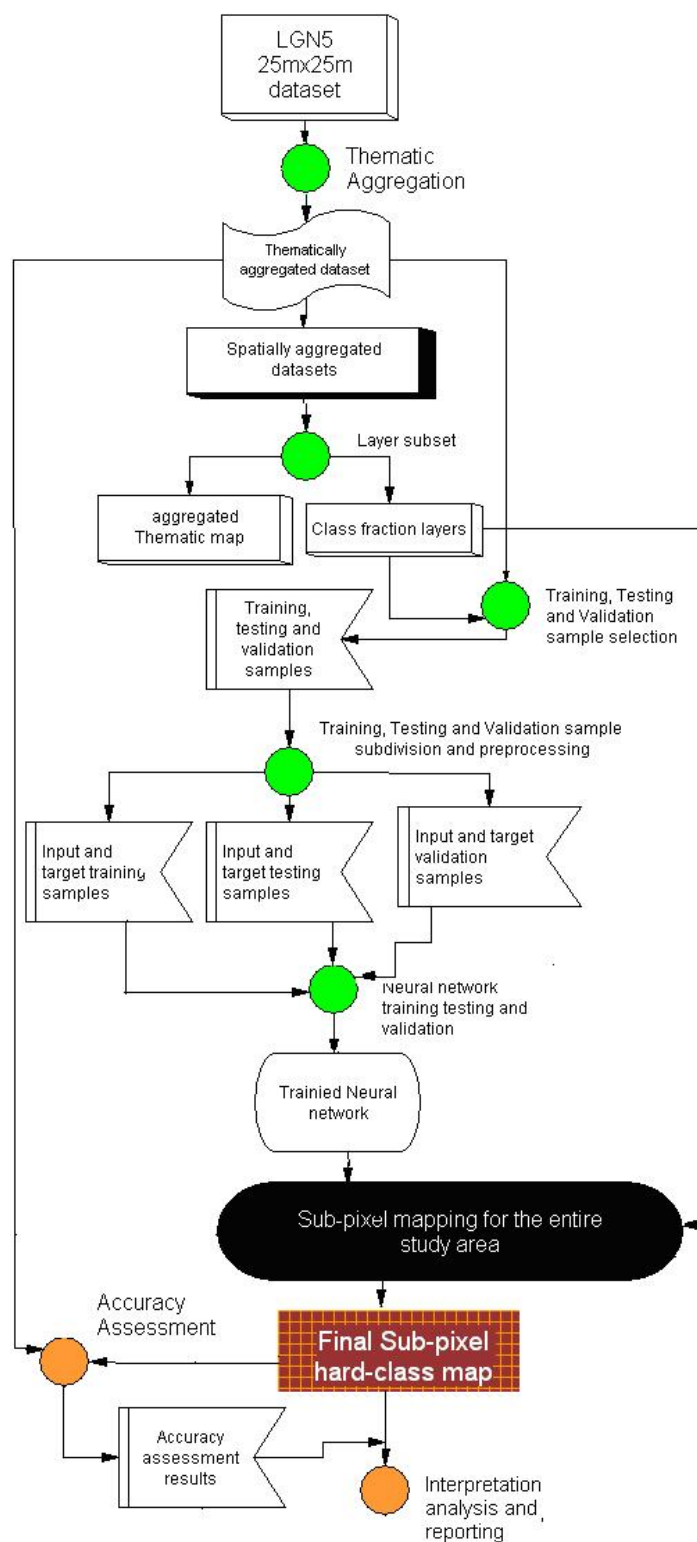 LGN5
25mx25m
dataset
Thematic
Aggregation
Thematically
aggregated dataset
Spatially aggregated
datasets
Layer subset
aggregated
Thematic map
Class fraction layers
Training, Testing
and Validation
sample selection
Training,
testing and
validation
samples
Training, Testing and Validation sample
subdivision and preprocessing
Input and
target training
samples
Input and
target testing
samples
Input and target
validation
samples
Neural network
training testing and
validation
Trainied Neural
network
Sub-pixel mapping for the entire
study area
Accuracy
Assessment
Final Sub-pixel
hard-class map
Accuracy
assessment
results
Interpretation
analysis and
reporting